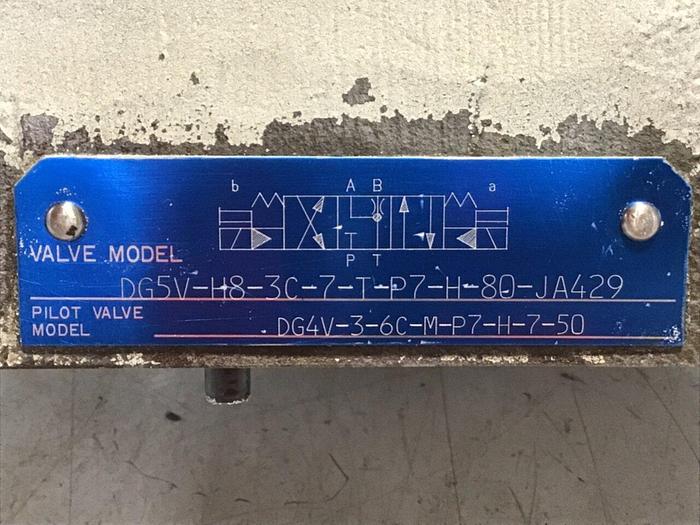 b A B a
P T
VALVE MODEL
DG5V-H8-3C-7-T-P7-H-80-JA429
PILOT VALVE
MODEL
DG4V-3-6C-M-P7-H-7-50